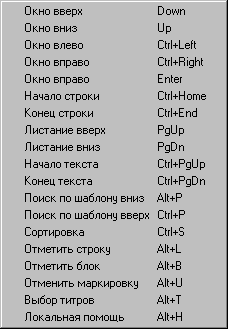 Окно вверх Down
Окно вниз Up
Окно влево Ctrl+Left
Окно вправо Ctrl+Right
Окно вправо Enter
Начало строки Ctrl+Home
Конец строки Ctrl+End
Листание вверх PgUp
Листание вниз PgDn
Начало текста Ctrl+PgUp
Конец текста Ctrl+PgDn
Поиск по шаблону вниз Alt+P
Поиск по шаблону вверх Ctrl+P
Сортировка Ctrl+S
Отметить строку Alt+L
Отметить блок Alt+B
Отменить маркировку Alt+U
Выбор титров Alt+T
Локальная помощь Alt+H